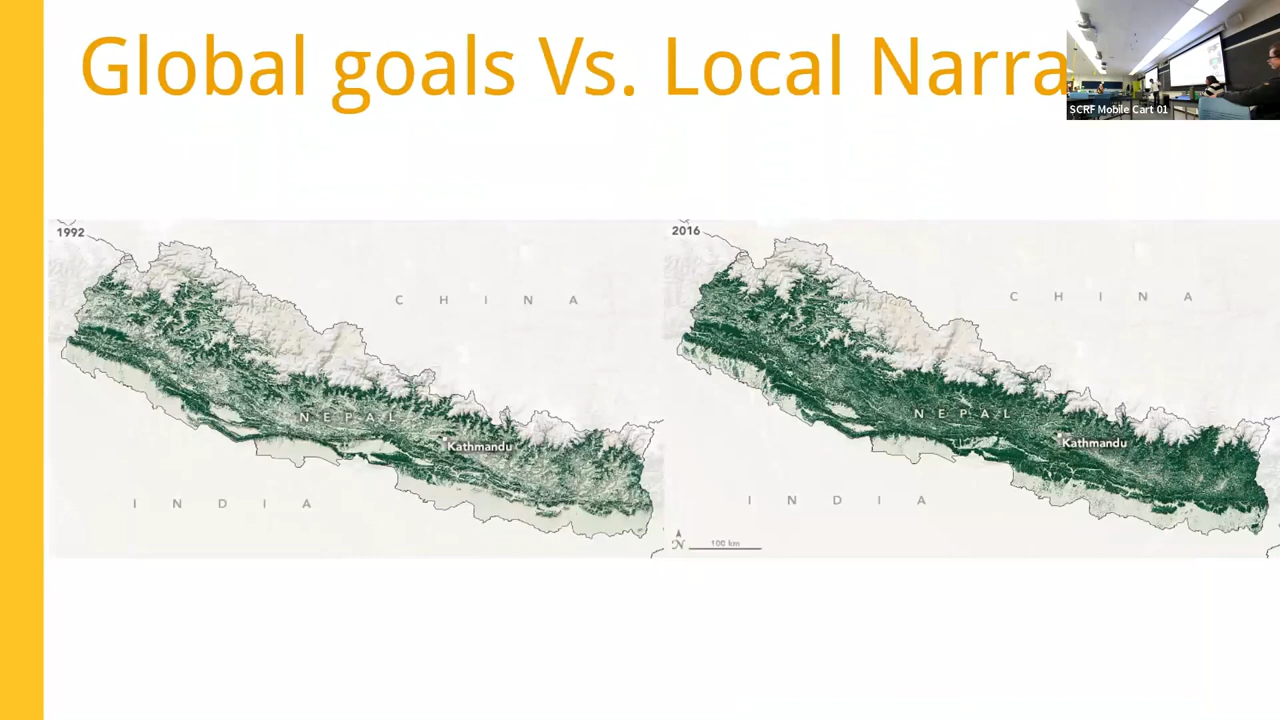 Global goals Vs. Local Narra
SCRF Mobile Cart 01
1992
CHINA
NEPAL
Kathmandu
INDIA
2016
CHINA
NEPAL
Kathmandu
INDIA
N
100 km